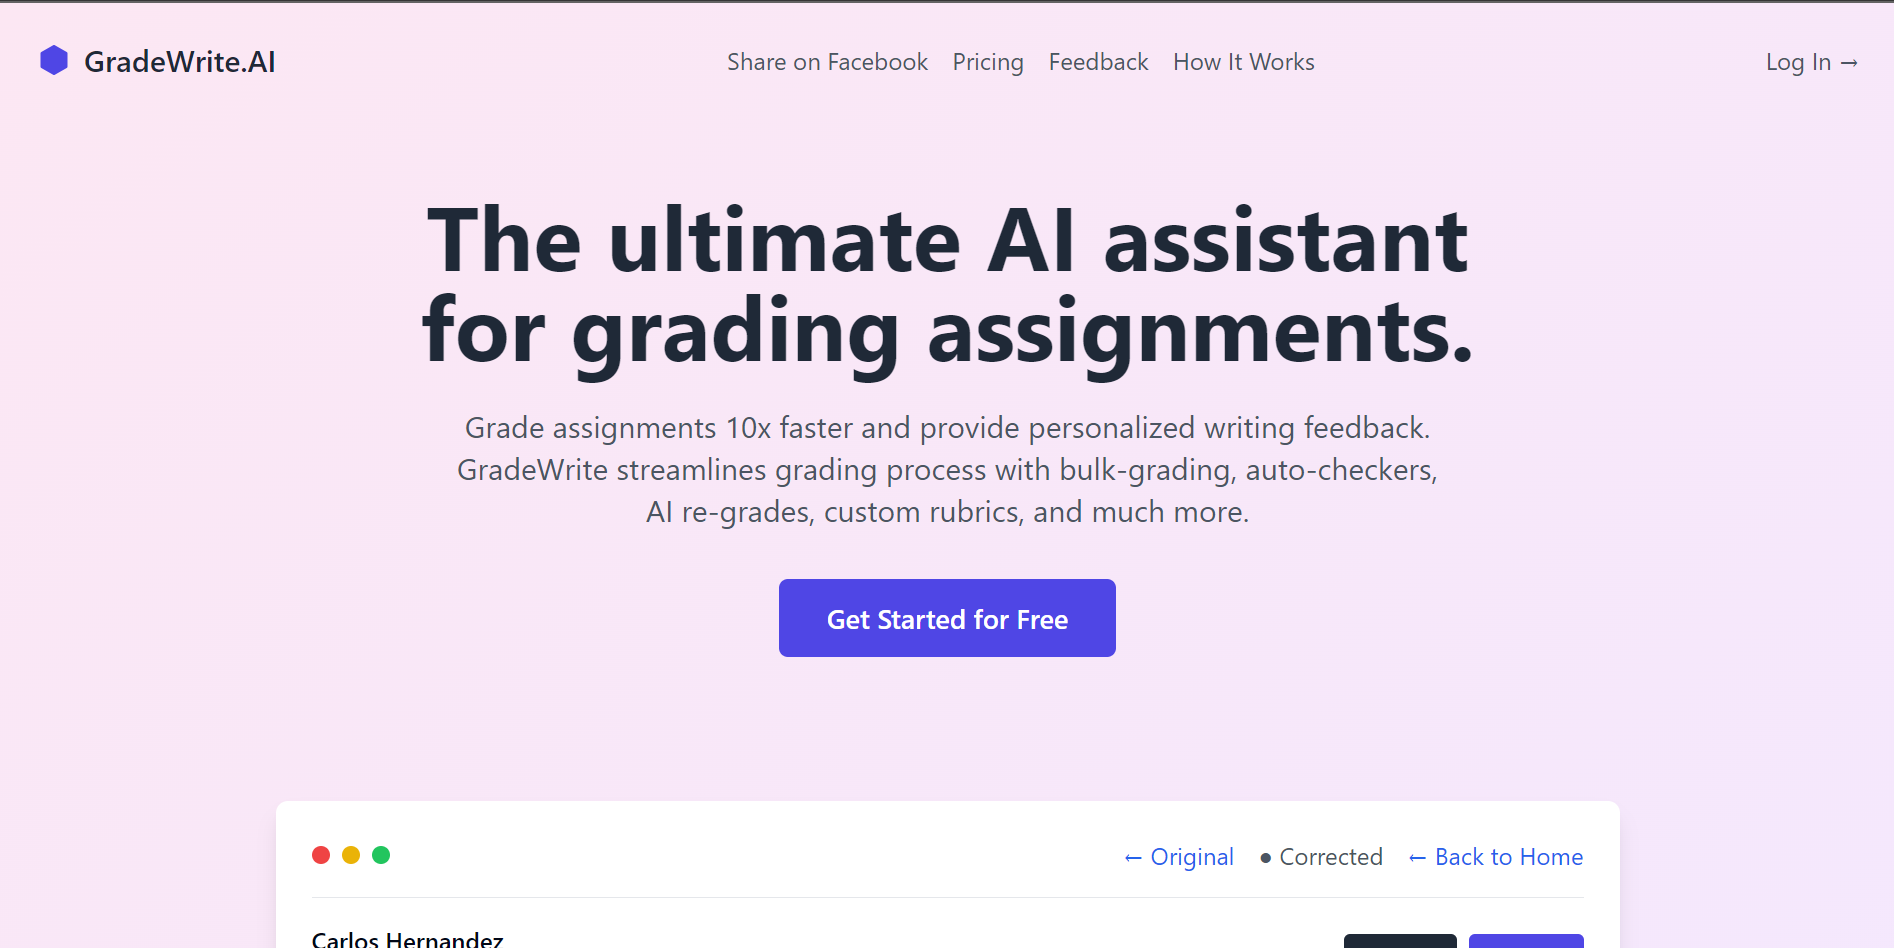 GradeWrite.AI
Share on Facebook Pricing Feedback How It Works
Log In →
The ultimate AI assistant
for grading assignments.
Grade assignments 10x faster and provide personalized writing feedback.
GradeWrite streamlines grading process with bulk-grading, auto-checkers,
AI re-grades, custom rubrics, and much more.
Get Started for Free
← Original ● Corrected ← Back to Home
Carlos Hernandez